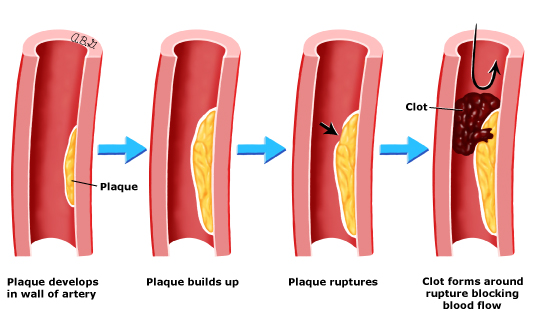 Clot
Plaque
Plaque develops
in wall of artery
Plaque builds up
Plaque ruptures
Clot forms around
rupture blocking
blood flow